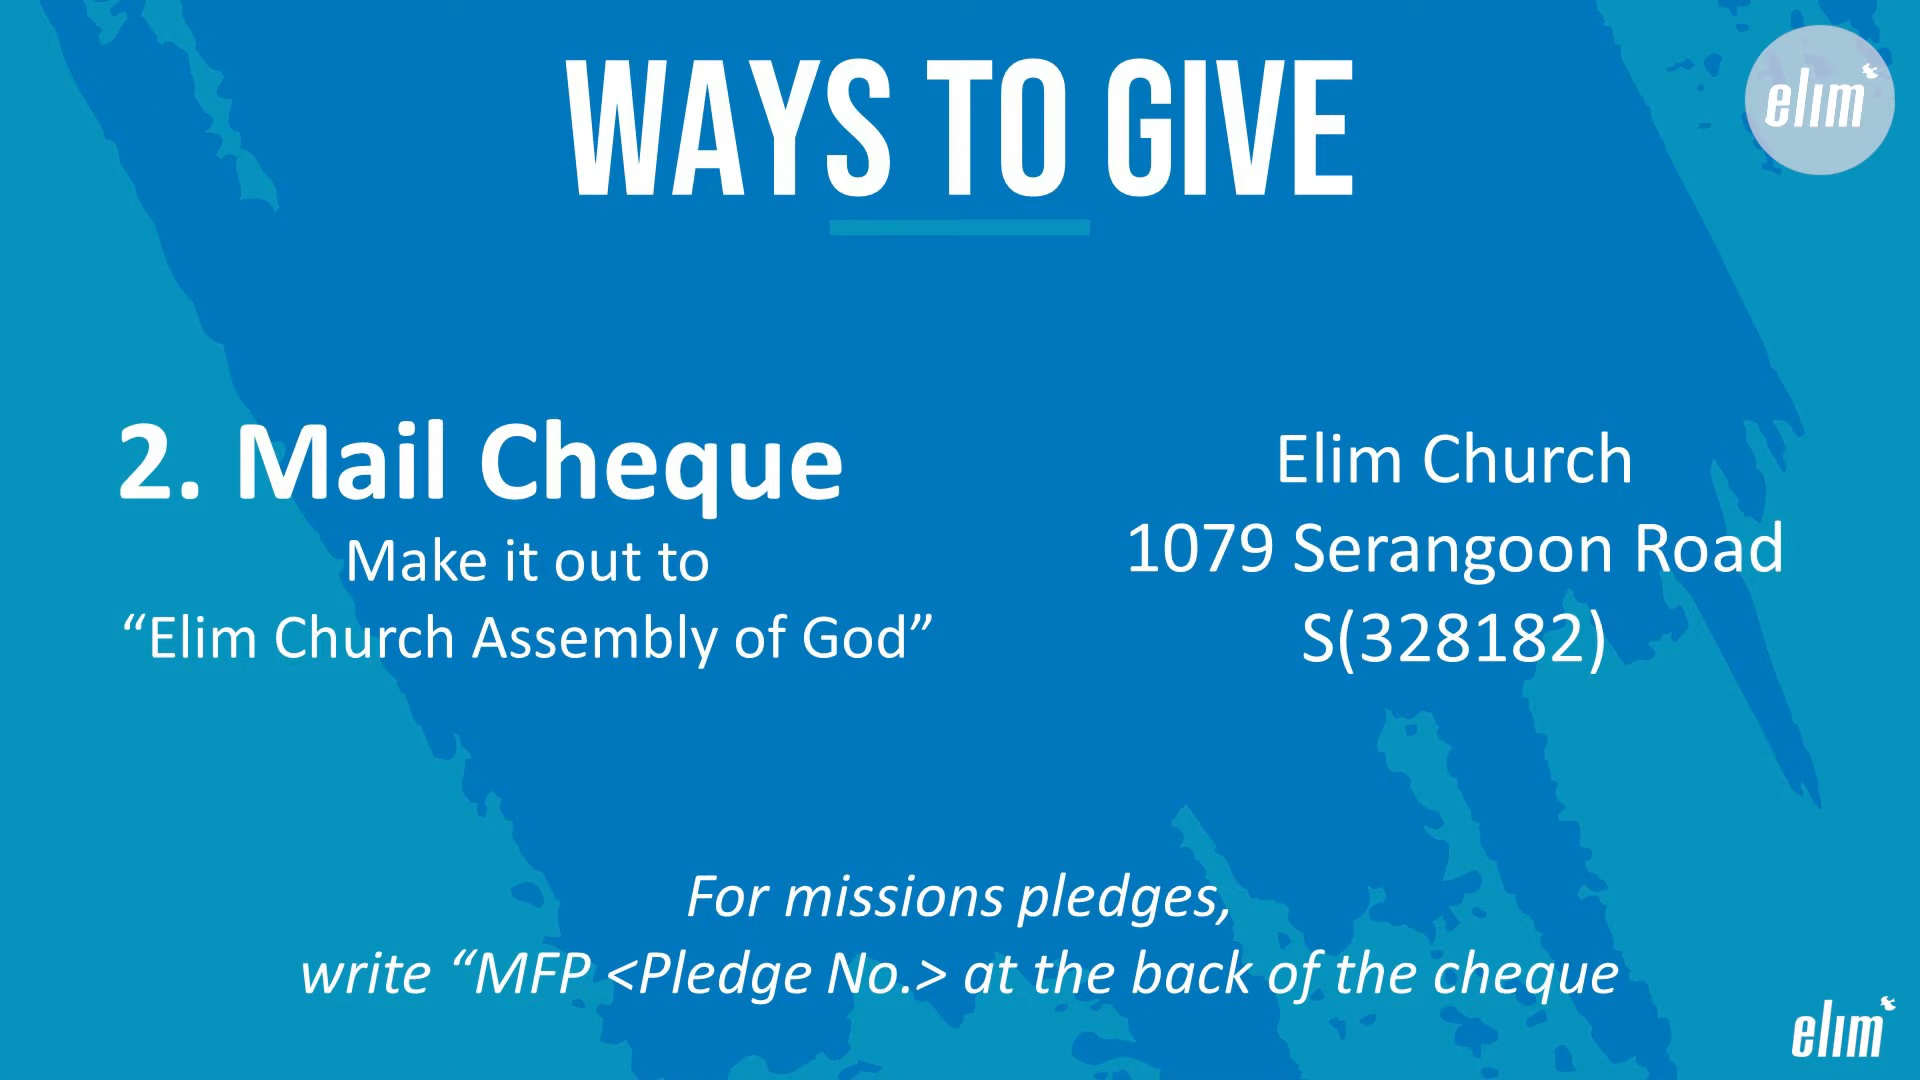 WAYS TO GIVE
elim
2. Mail Cheque
Make it out to
“Elim Church Assembly of God”
Elim Church
1079 Serangoon Road
S(328182)
For missions pledges,
write “MFP <Pledge No.> at the back of the cheque
elim